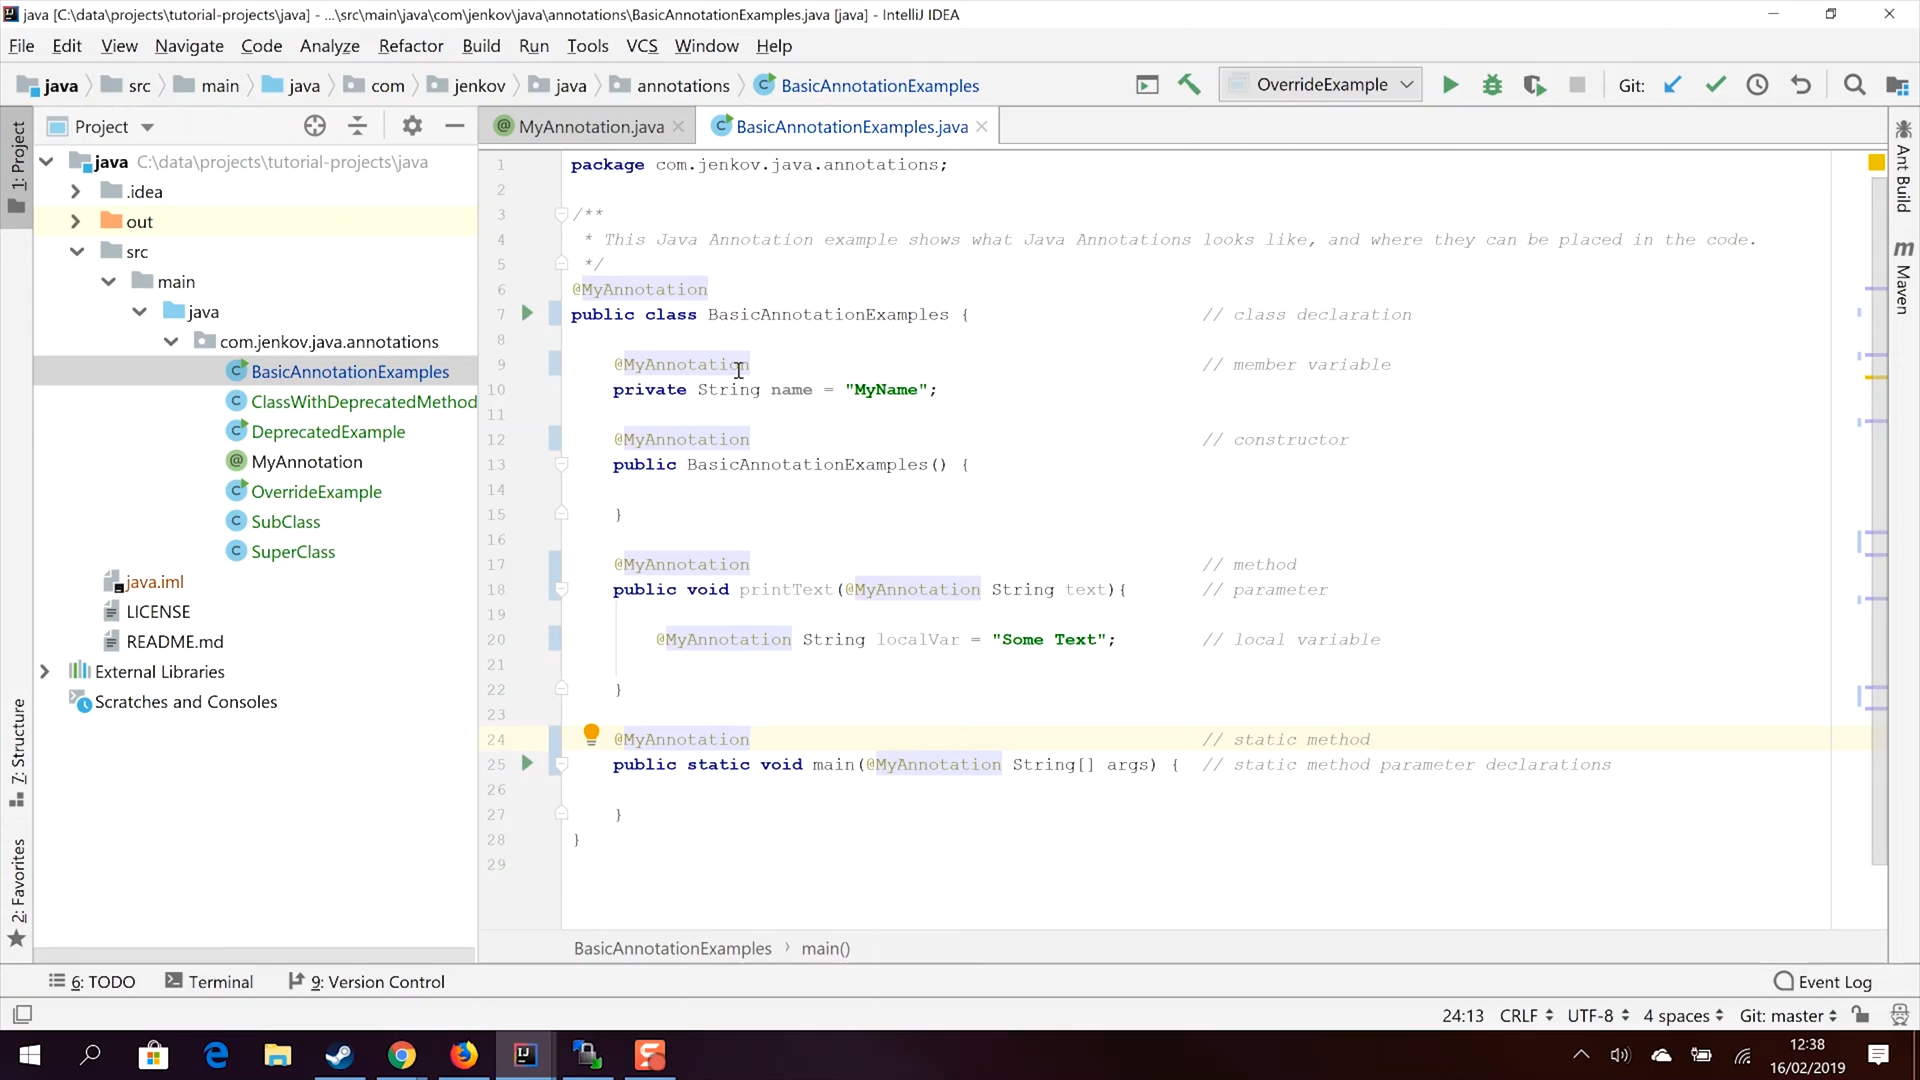 java [C:\data\projects\tutorial-projects\java] - ...\src\main\java\com\jenkov\java\annotations\BasicAnnotationExamples.java [java] - IntelliJ IDEA
File Edit View Navigate Code Analyze Refactor Build Run Tools VCS Window Help
java src main java com jenkov java annotations BasicAnnotationExamples OverrideExample Git:
Project MyAnnotation.java BasicAnnotationExamples.java
1: Project
7: Structure
2: Favorites
java C:\data\projects\tutorial-projects\java
.idea
out
src
main
java
com.jenkov.java.annotations
BasicAnnotationExamples
ClassWithDeprecatedMethod
DeprecatedExample
MyAnnotation
OverrideExample
SubClass
SuperClass
java.iml
LICENSE
README.md
External Libraries
Scratches and Consoles
1 package com.jenkov.java.annotations;
2
3 /**
4 * This Java Annotation example shows what Java Annotations looks like, and where they can be placed in the code.
5 */
6 @MyAnnotation
7 public class BasicAnnotationExamples { // class declaration
8
9 @MyAnnotation // member variable
10 private String name = "MyName";
11
12 @MyAnnotation // constructor
13 public BasicAnnotationExamples() {
14
15 }
16
17 @MyAnnotation // method
18 public void printText(@MyAnnotation String text){ // parameter
19
20 @MyAnnotation String localVar = "Some Text"; // local variable
21
22 }
23
24 @MyAnnotation // static method
25 public static void main(@MyAnnotation String[] args) { // static method parameter declarations
26
27 }
28 }
29
Ant Build
m Maven
BasicAnnotationExamples › main()
6: TODO Terminal 9: Version Control Event Log
24:13 CRLF UTF-8 4 spaces Git: master
12:38
16/02/2019